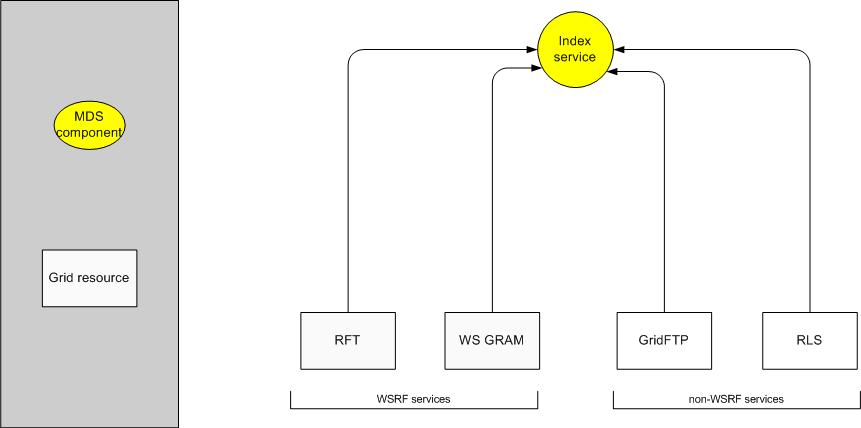 MDS
component
Grid resource
Index
service
RFT
WS GRAM
GridFTP
RLS
WSRF services
non-WSRF services